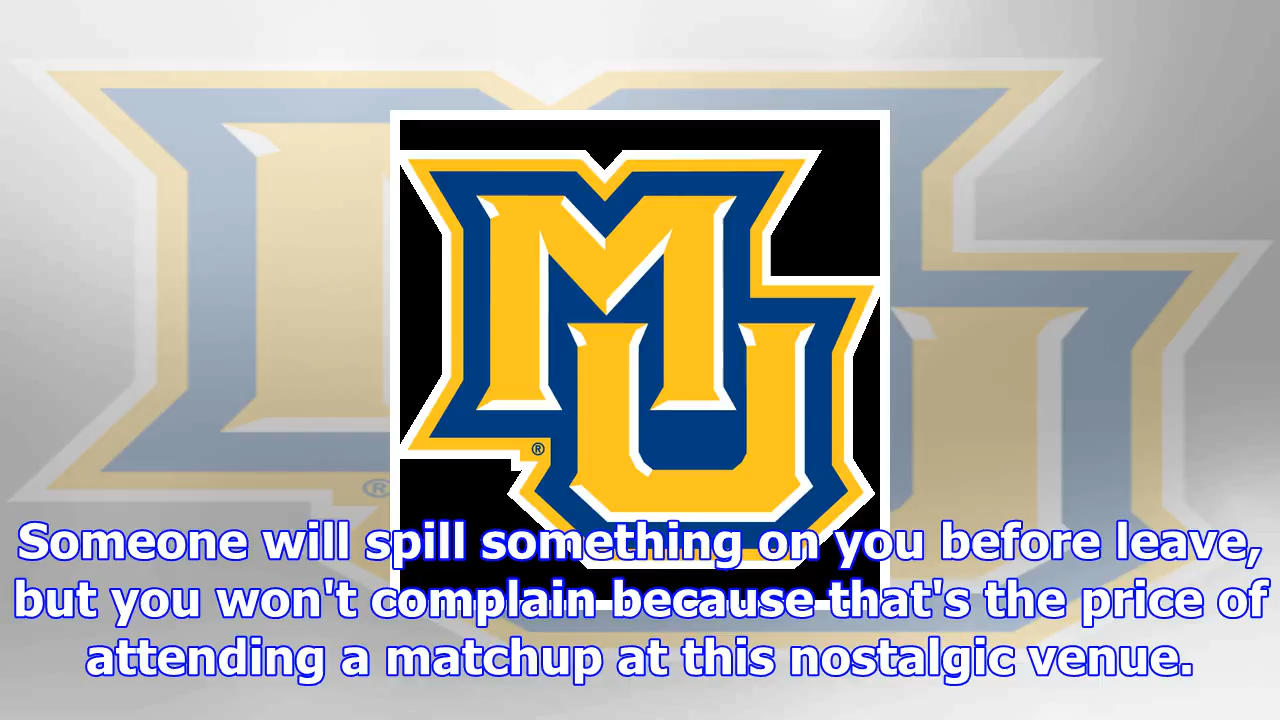 MU
®
Someone will spill something on you before leave,
but you won't complain because that's the price of
attending a matchup at this nostalgic venue.